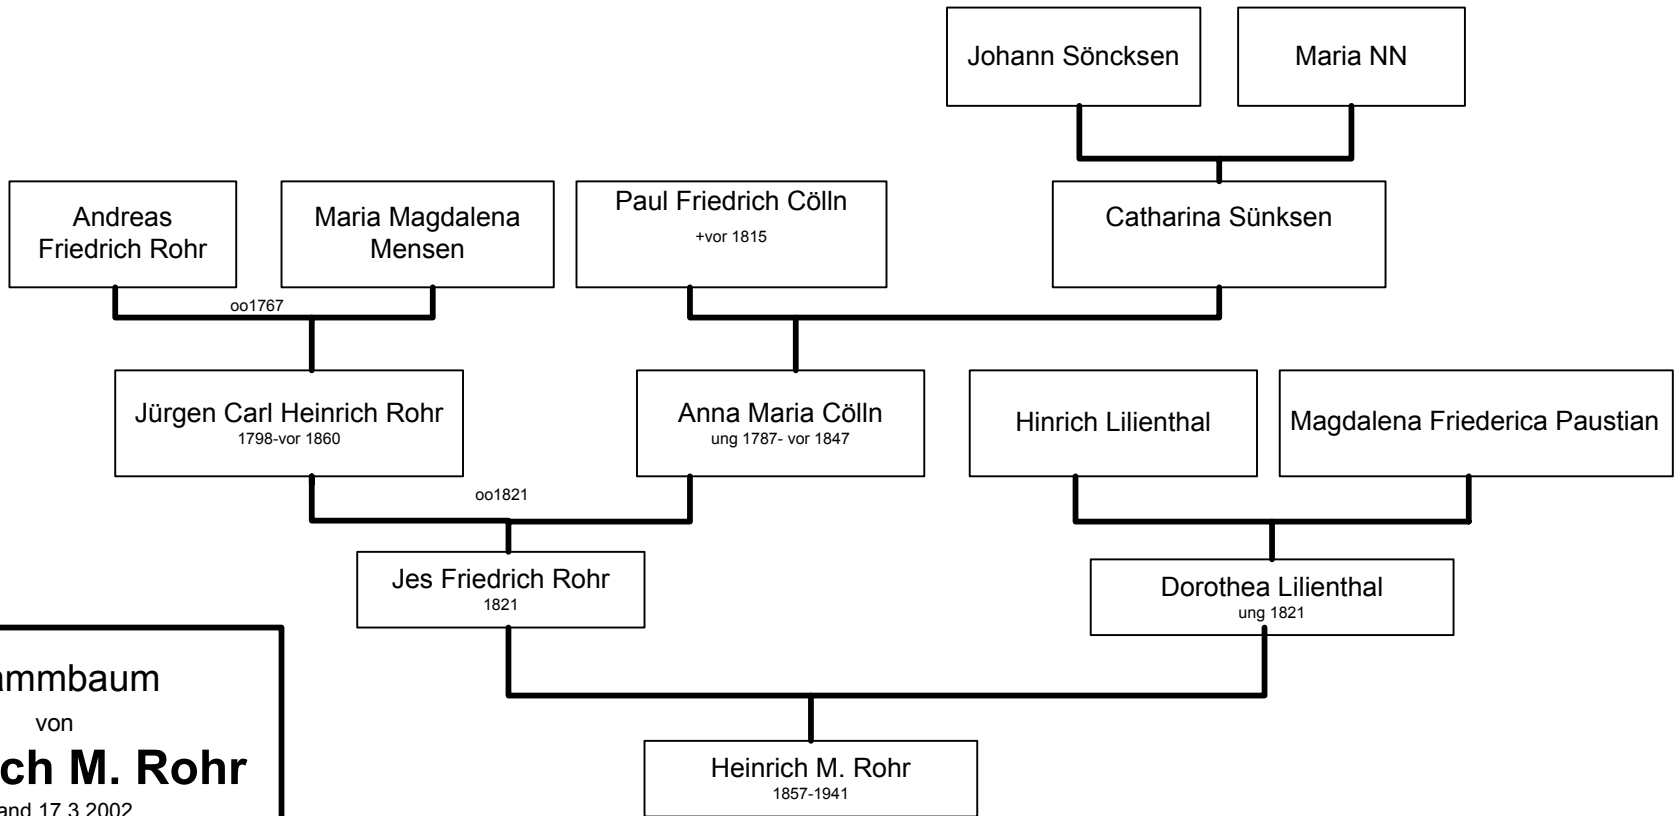 Johann Söncksen
Maria NN
Andreas
Friedrich Rohr
Maria Magdalena
Mensen
Paul Friedrich Cölln
+vor 1815
Catharina Sünksen
oo1767
Jürgen Carl Heinrich Rohr
1798-vor 1860
Anna Maria Cölln
ung 1787- vor 1847
Hinrich Lilienthal
Magdalena Friederica Paustian
oo1821
Jes Friedrich Rohr
1821
Dorothea Lilienthal
ung 1821
ammbaum
von
ch M. Rohr
and 17.3.2002
Heinrich M. Rohr
1857-1941